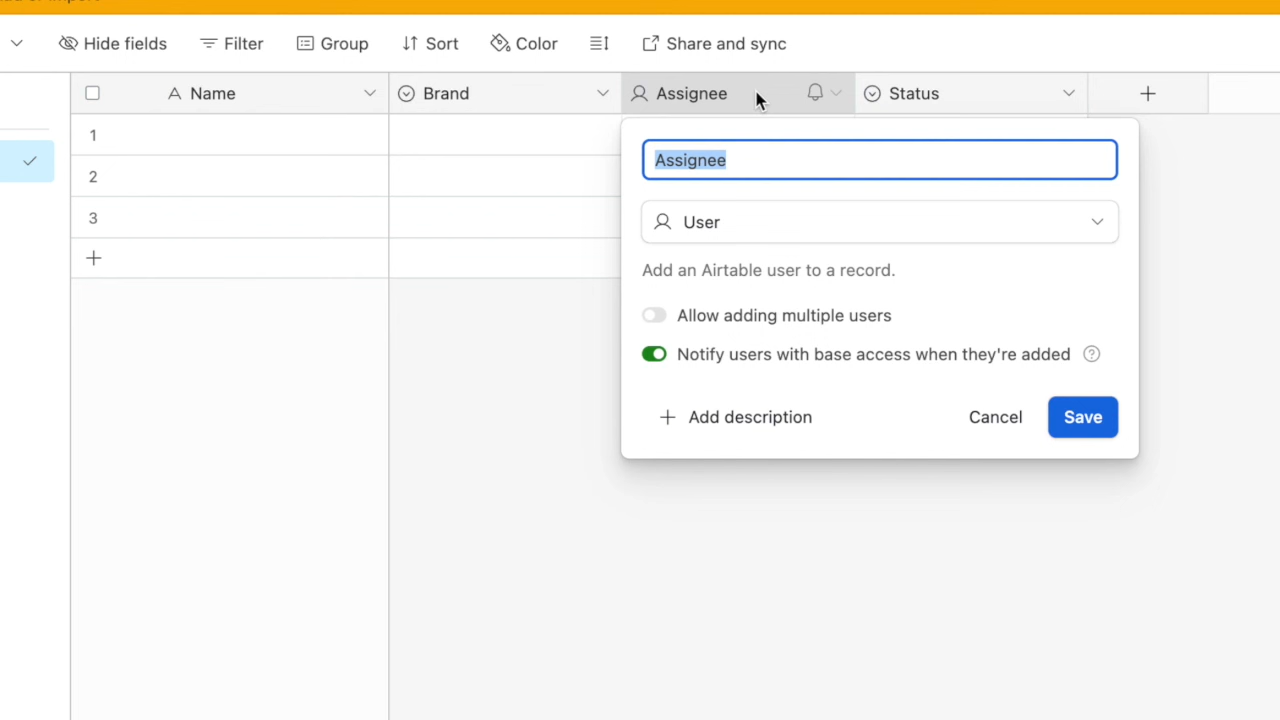 Hide fields Filter Group Sort Color Share and sync
Name Brand Assignee Status
1
2
3
Assignee
User
Add an Airtable user to a record.
Allow adding multiple users
Notify users with base access when they're added ?
Add description Cancel Save